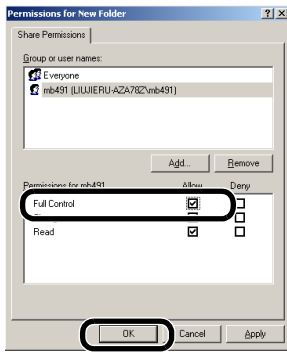 Permissions for New Folder
Share Permissions
Group or user names:
Everyone
mb491 (LIUJIERU-AZA78Z\mb491)
Add... Remove
Permissions for mb491 Allow Deny
Full Control
Read
OK Cancel Apply